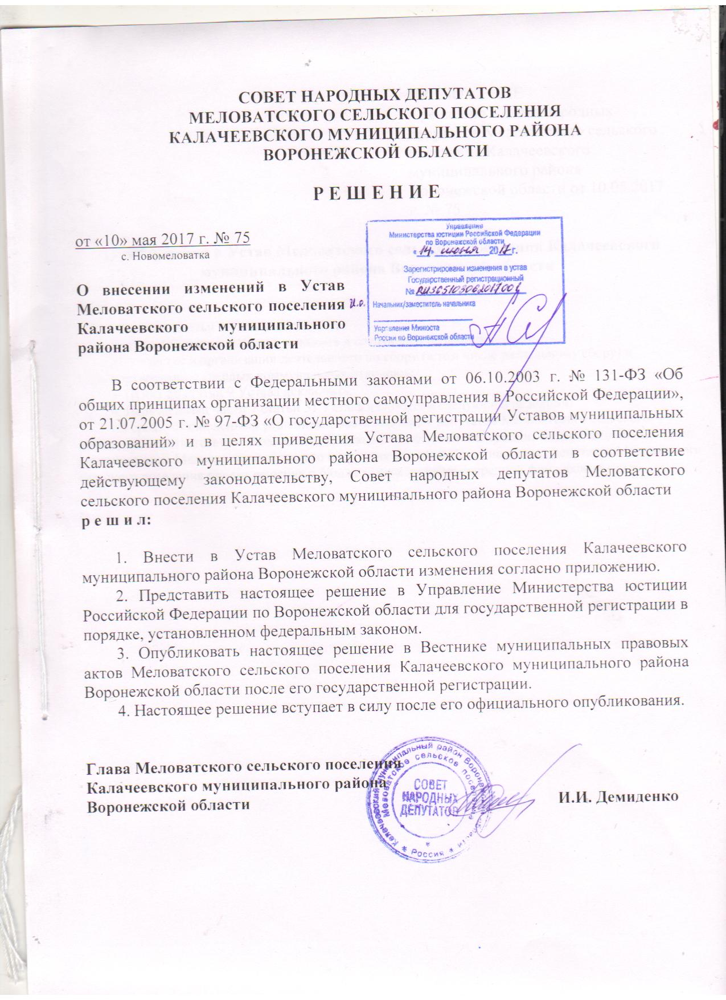 СОВЕТ НАРОДНЫХ ДЕПУТАТОВ
МЕЛОВАТСКОГО СЕЛЬСКОГО ПОСЕЛЕНИЯ
КАЛАЧЕЕВСКОГО МУНИЦИПАЛЬНОГО РАЙОНА
ВОРОНЕЖСКОЙ ОБЛАСТИ
Р Е Ш Е Н И Е
от «10» мая 2017 г. № 75
с. Новомеловатка
Управление
Министерства юстиции Российской Федерации
по Воронежской области
«14» июня 2017г.
Зарегистрированы изменения в устав
Государственный регистрационный
№ RU365103062017001
И.о. Начальник/заместитель начальника
Управления Минюста
России по Воронежской области
О внесении изменений в Устав
Меловатского сельского поселения
Калачеевского муниципального
района Воронежской области
В соответствии с Федеральными законами от 06.10.2003 г. № 131-ФЗ «Об
общих принципах организации местного самоуправления в Российской Федерации»,
от 21.07.2005 г. № 97-ФЗ «О государственной регистрации Уставов муниципальных
образований» и в целях приведения Устава Меловатского сельского поселения
Калачеевского муниципального района Воронежской области в соответствие
действующему законодательству, Совет народных депутатов Меловатского
сельского поселения Калачеевского муниципального района Воронежской области
р е ш и л:
1. Внести в Устав Меловатского сельского поселения Калачеевского
муниципального района Воронежской области изменения согласно приложению.
2. Представить настоящее решение в Управление Министерства юстиции
Российской Федерации по Воронежской области для государственной регистрации в
порядке, установленном федеральным законом.
3. Опубликовать настоящее решение в Вестнике муниципальных правовых
актов Меловатского сельского поселения Калачеевского муниципального района
Воронежской области после его государственной регистрации.
4. Настоящее решение вступает в силу после его официального опубликования.
Глава Меловатского сельского поселения
Калачеевского муниципального района
Воронежской области
И.И. Демиденко
Калачеевский муниципальный район
Меловатское сельское поселение
СОВЕТ
НАРОДНЫХ
ДЕПУТАТОВ
* Россия *